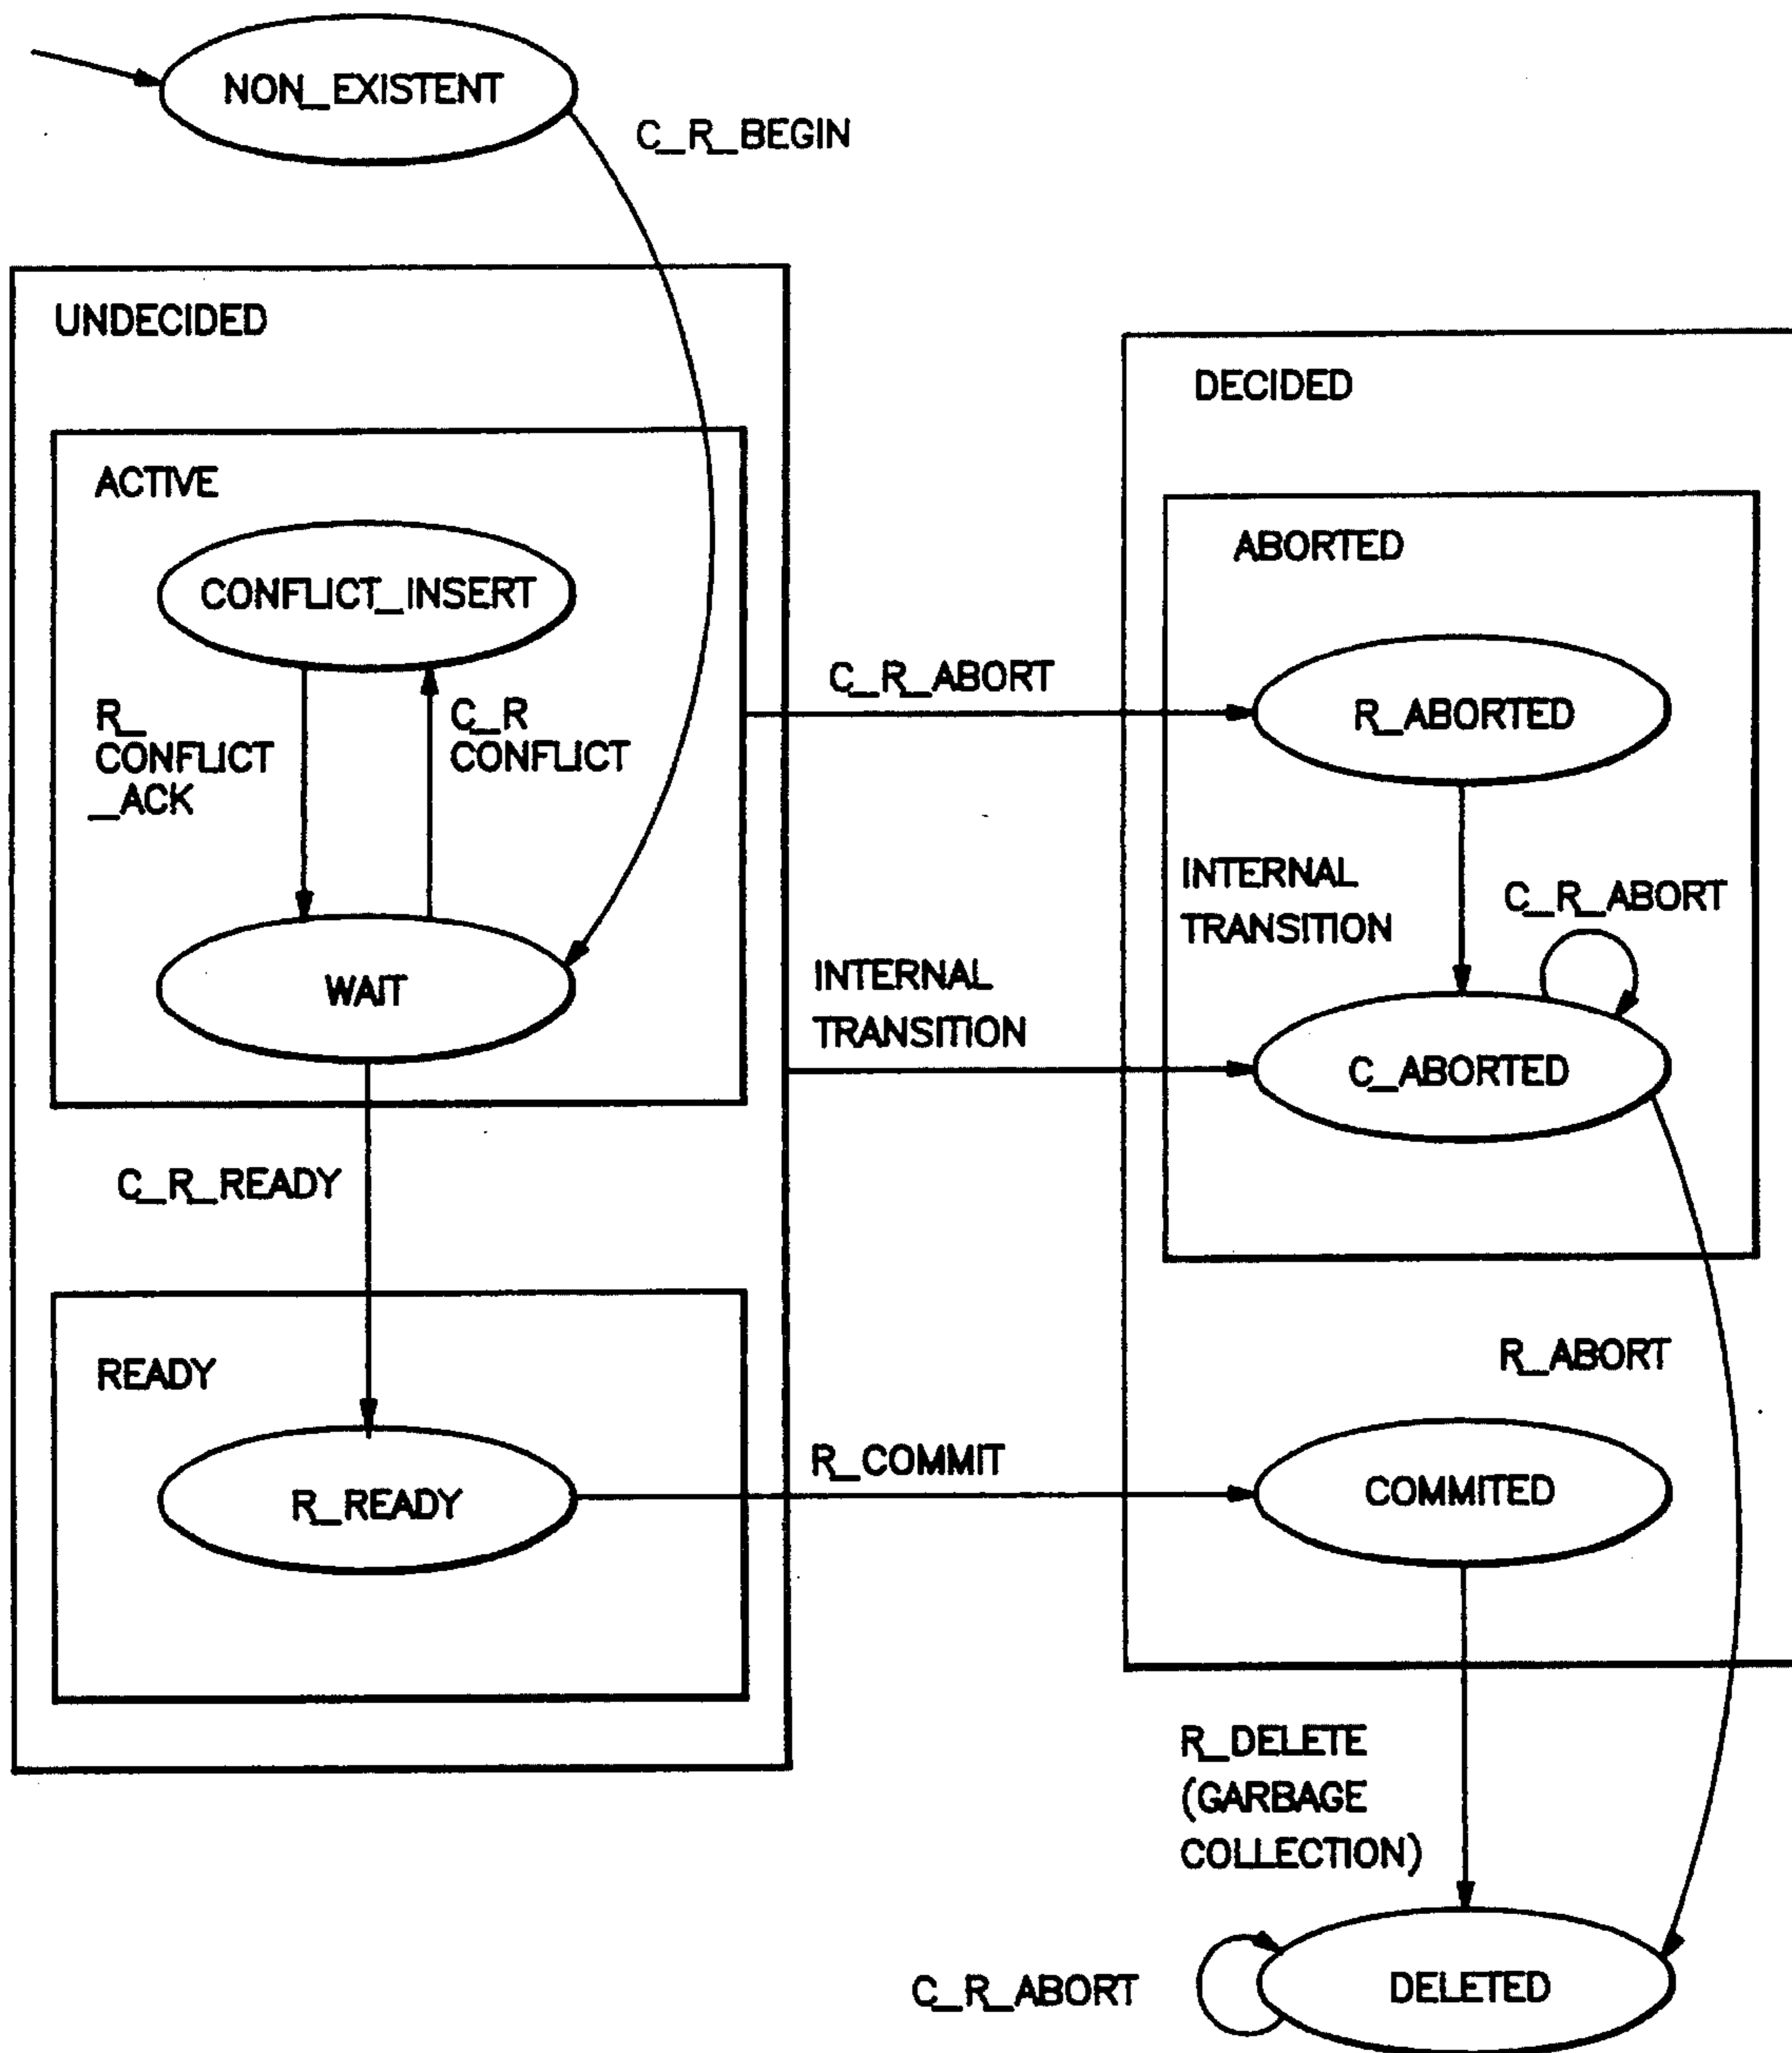 NON_EXISTENT
C_R_BEGIN
UNDECIDED
DECIDED
ACTIVE
ABORTED
CONFLICT_INSERT
C_R_ABORT
R_ABORTED
R_
CONFLICT
_ACK
C_R
CONFLICT
INTERNAL
TRANSITION
C_R_ABORT
WAIT
INTERNAL
TRANSITION
C_ABORTED
C_R_READY
READY
R_ABORT
R_READY
R_COMMIT
COMMITED
R_DELETE
(GARBAGE
COLLECTION)
C_R_ABORT
DELETED